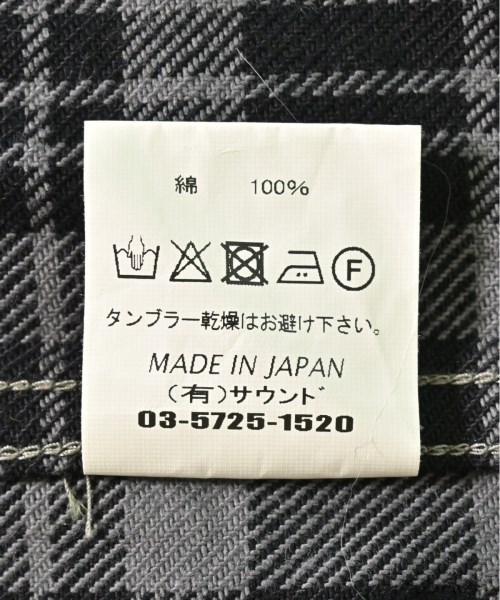 綿 100%
F
タンブラー乾燥はお避け下さい。
MADE IN JAPAN
(有)サウンド
03-5725-1520